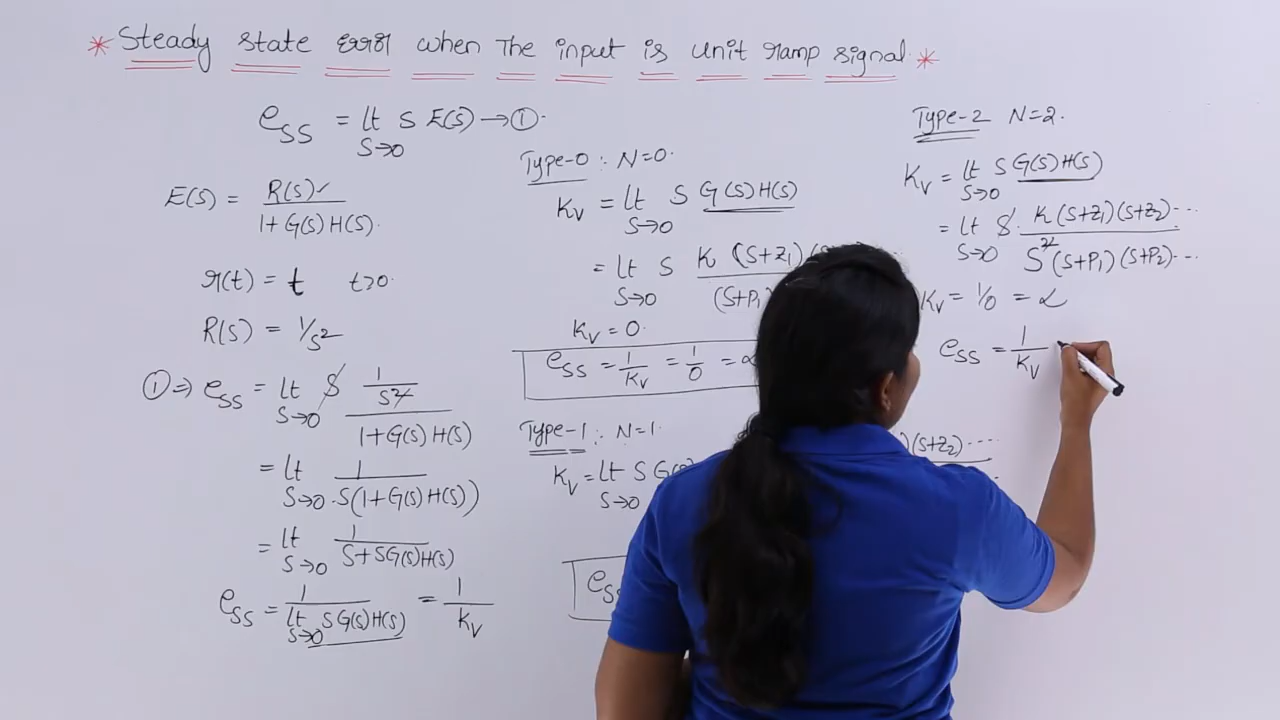 * Steady state error when The input is unit ramp signal *
e_ss = lt S→0 S E(S) → ①
E(S) = R(S) / 1+G(S)H(S)
r(t) = t t>0
R(S) = 1/S²
① ⇒ e_ss = lt S→0 S 1/S² / 1+G(S)H(S)
= lt S→0 1 / S(1+G(S)H(S))
= lt S→0 1 / S+SG(S)H(S)
e_ss = 1 / lt S→0 SG(S)H(S) = 1/K_V
Type-0 : N=0.
K_V = lt S→0 S G(S)H(S)
= lt S→0 S K (S+Z₁) / (S+P₁)
K_V = 0.
e_ss = 1/K_V = 1/0 = ∝
Type-1 : N=1.
K_V = lt S→0 S G(S)
(S+Z₂)....
e_ss
Type-2 N=2.
K_V = lt S→0 S G(S)H(S)
= lt S→0 S. K(S+Z₁)(S+Z₂)... / S²(S+P₁)(S+P₂)...
K_V = 1/0 = ∝
e_ss = 1/K_V